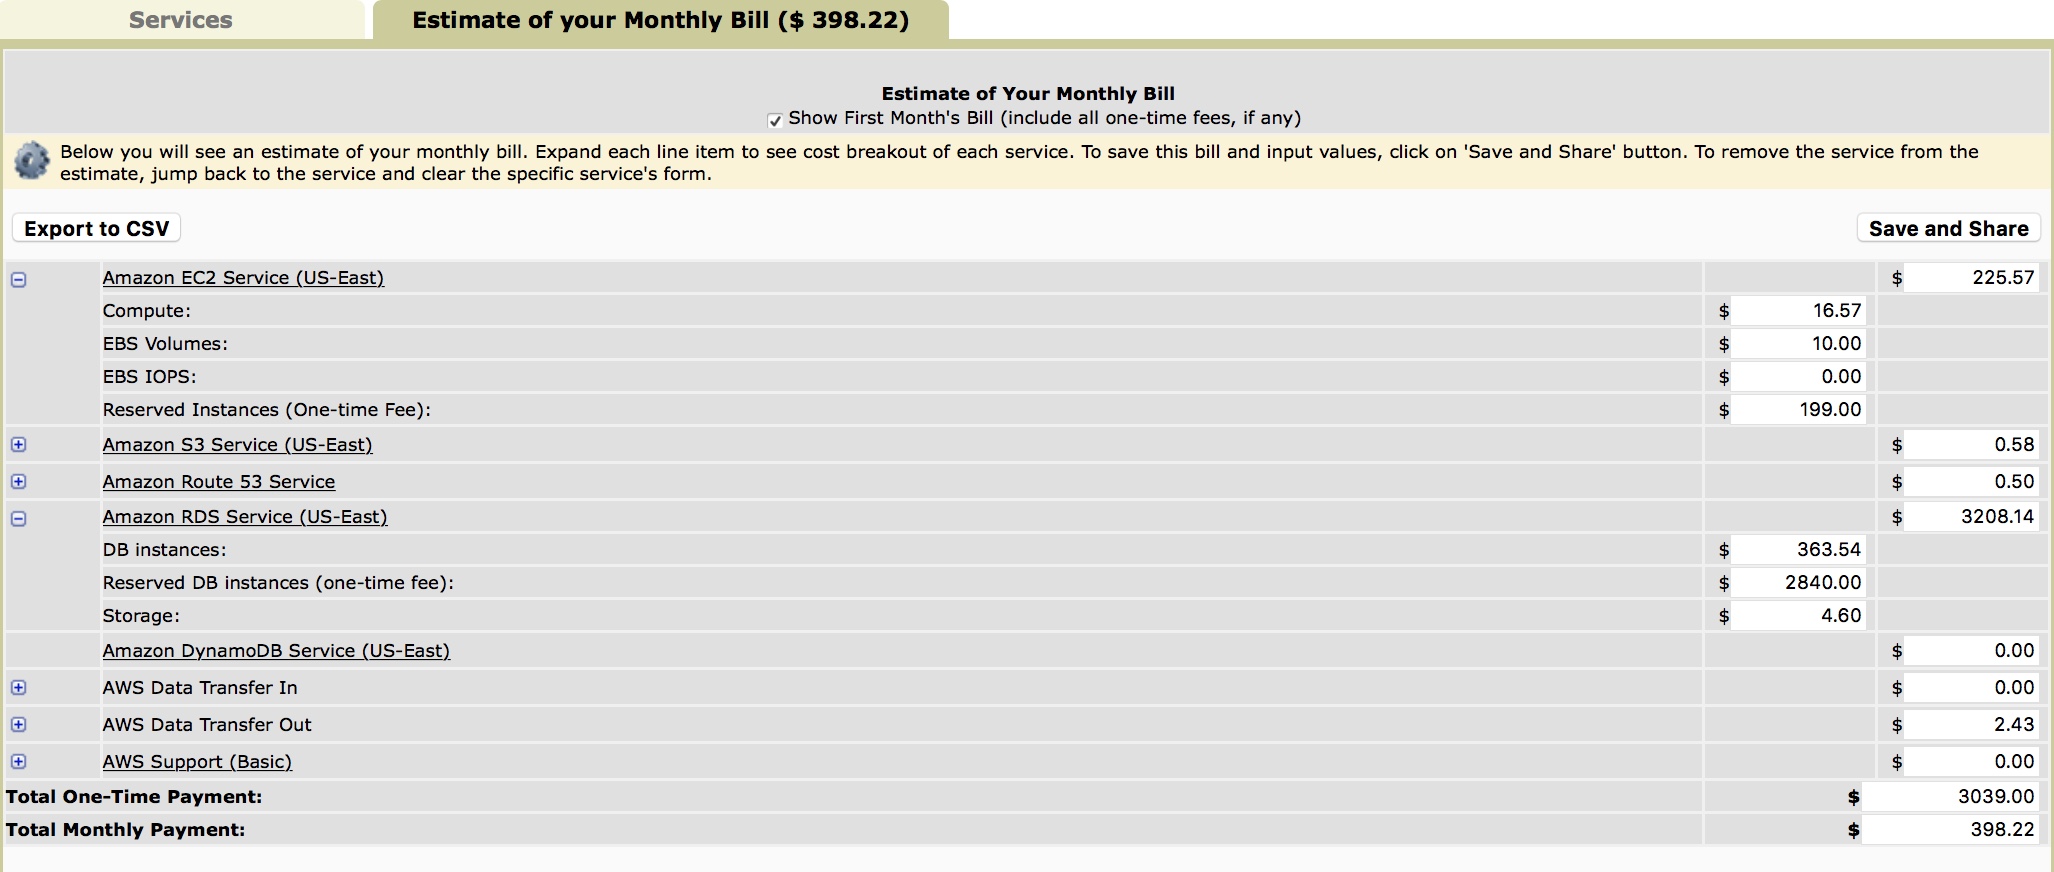 Services
Estimate of your Monthly Bill ($ 398.22)
Estimate of Your Monthly Bill
Show First Month's Bill (include all one-time fees, if any)
Below you will see an estimate of your monthly bill. Expand each line item to see cost breakout of each service. To save this bill and input values, click on 'Save and Share' button. To remove the service from the
estimate, jump back to the service and clear the specific service's form.
Export to CSV
Save and Share
Amazon EC2 Service (US-East) $ 225.57
Compute: $ 16.57
EBS Volumes: $ 10.00
EBS IOPS: $ 0.00
Reserved Instances (One-time Fee): $ 199.00
Amazon S3 Service (US-East) $ 0.58
Amazon Route 53 Service $ 0.50
Amazon RDS Service (US-East) $ 3208.14
DB instances: $ 363.54
Reserved DB instances (one-time fee): $ 2840.00
Storage: $ 4.60
Amazon DynamoDB Service (US-East) $ 0.00
AWS Data Transfer In $ 0.00
AWS Data Transfer Out $ 2.43
AWS Support (Basic) $ 0.00
Total One-Time Payment: $ 3039.00
Total Monthly Payment: $ 398.22